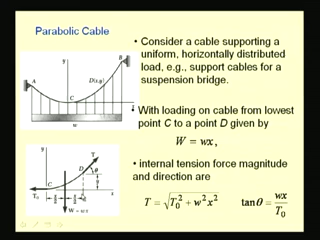 Parabolic Cable
• Consider a cable supporting a
uniform, horizontally distributed
load, e.g., support cables for a
suspension bridge.
• With loading on cable from lowest
point C to a point D given by
W = wx,
• internal tension force magnitude
and direction are
T = √(T₀² + w²x²) tanθ = wx/T₀
A
B
y
D(x,y)
C
x
w
y
T
D
θ
y
T₀
C
x
W = wx